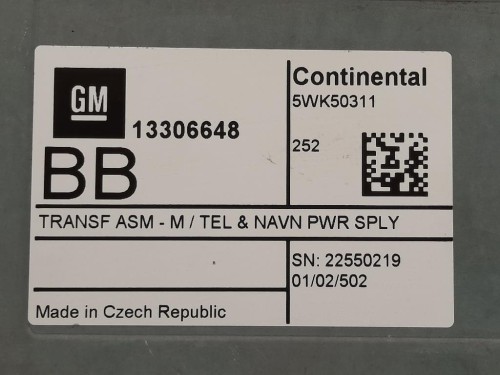 GM
13306648
BB
Continental
5WK50311
252
TRANSF ASM - M / TEL & NAVN PWR SPLY
SN: 22550219
01/02/502
Made in Czech Republic